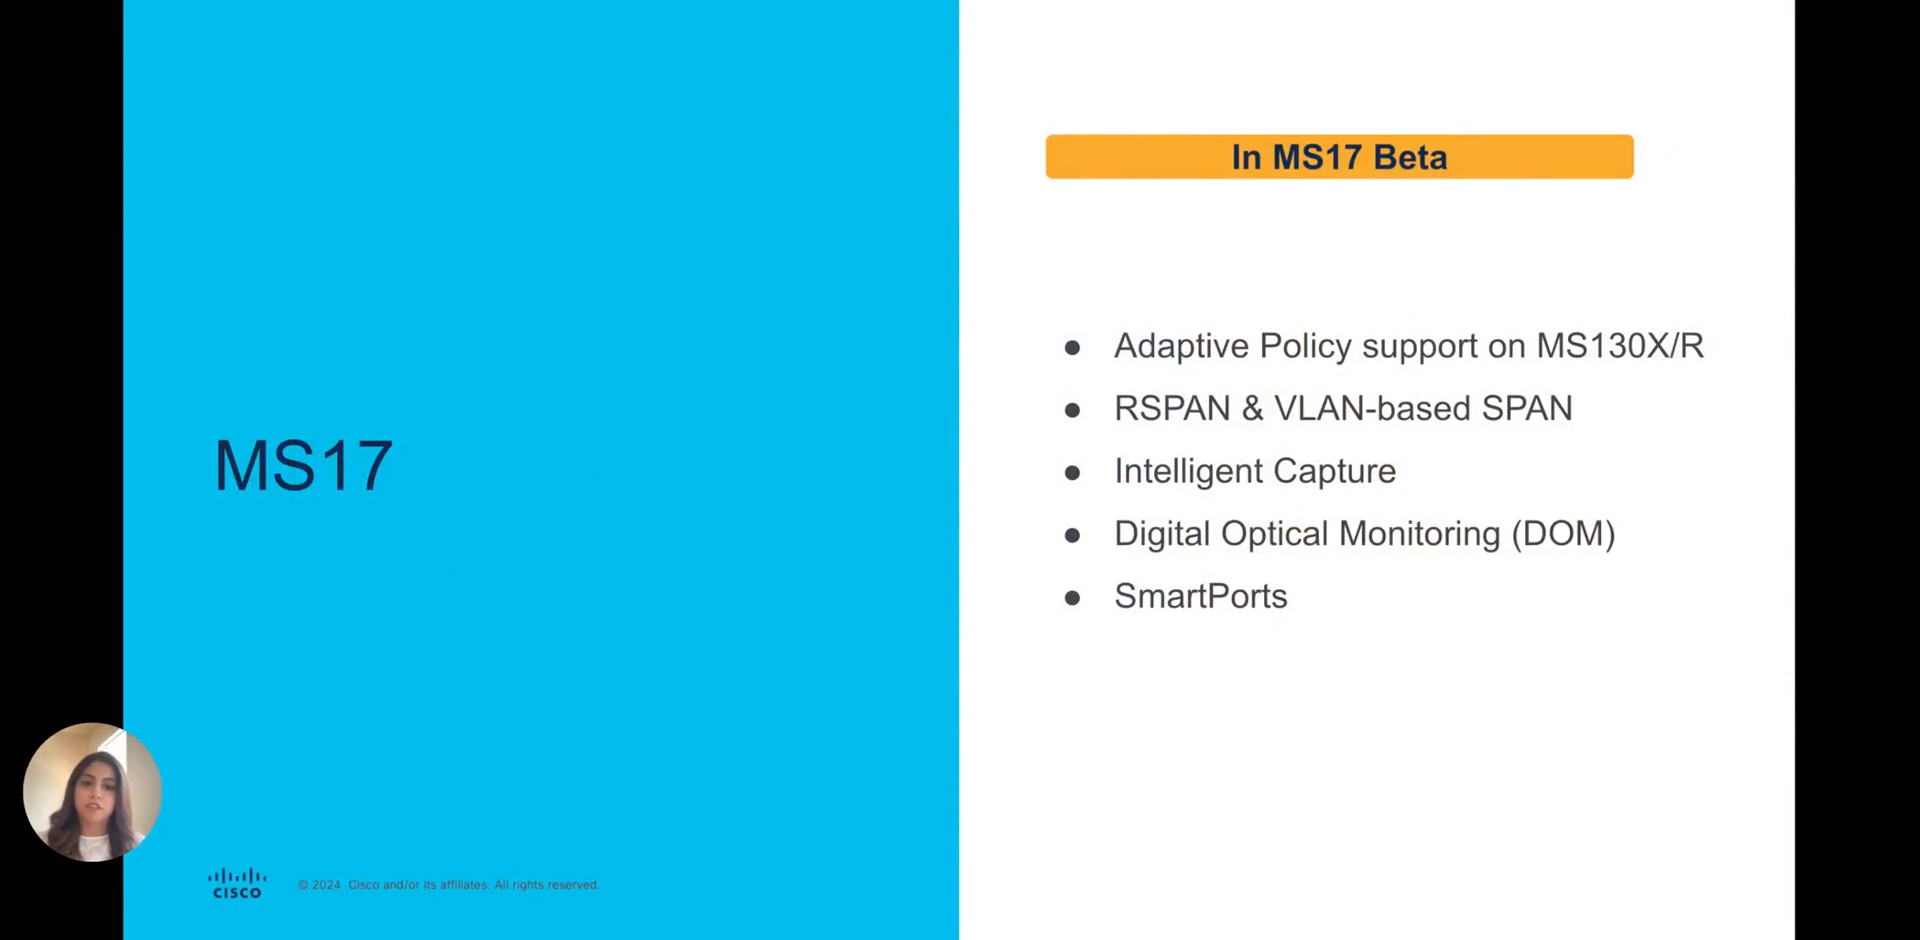 MS17
In MS17 Beta
● Adaptive Policy support on MS130X/R
● RSPAN & VLAN-based SPAN
● Intelligent Capture
● Digital Optical Monitoring (DOM)
● SmartPorts
CISCO
© 2024 Cisco and/or its affiliates. All rights reserved.